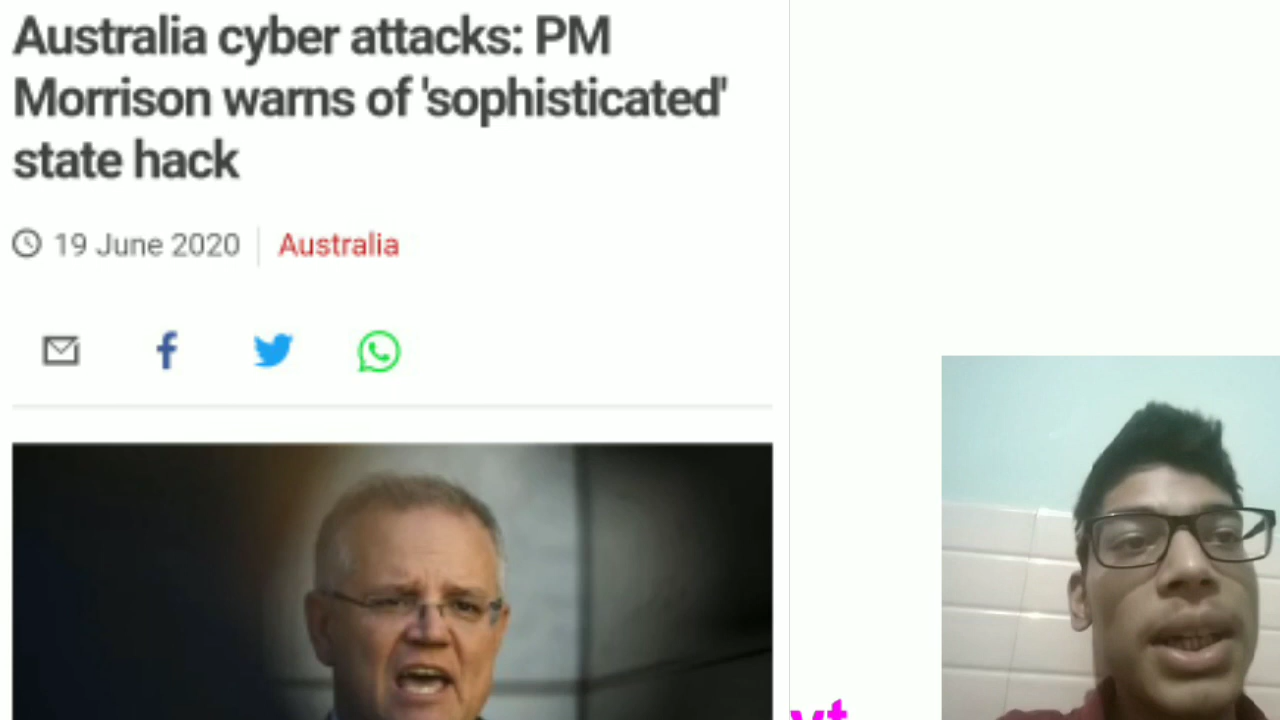 Australia cyber attacks: PM
Morrison warns of 'sophisticated'
state hack
19 June 2020
Australia